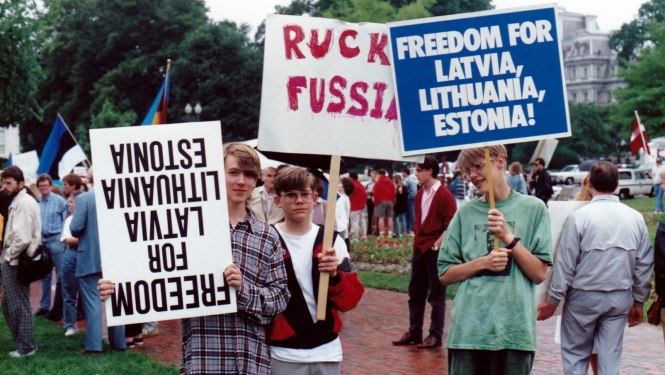 FREEDOM
FOR
LATVIA
LITHUANIA
ESTONIA
RUCK
FUSSIA
FREEDOM FOR
LATVIA,
LITHUANIA,
ESTONIA!